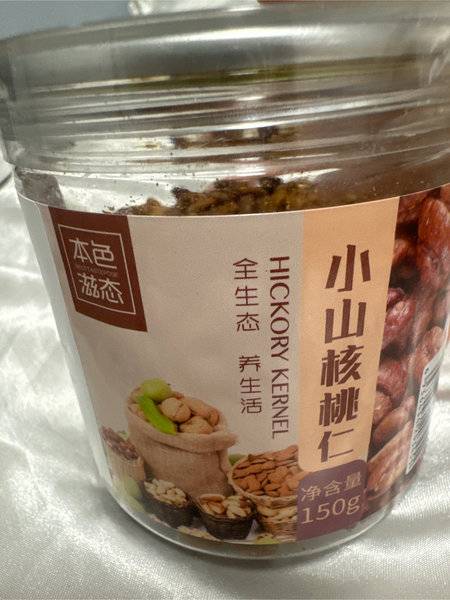 本色
滋态
HICKORY KERNEL
全生态 养生活
小山核桃仁
净含量
150g